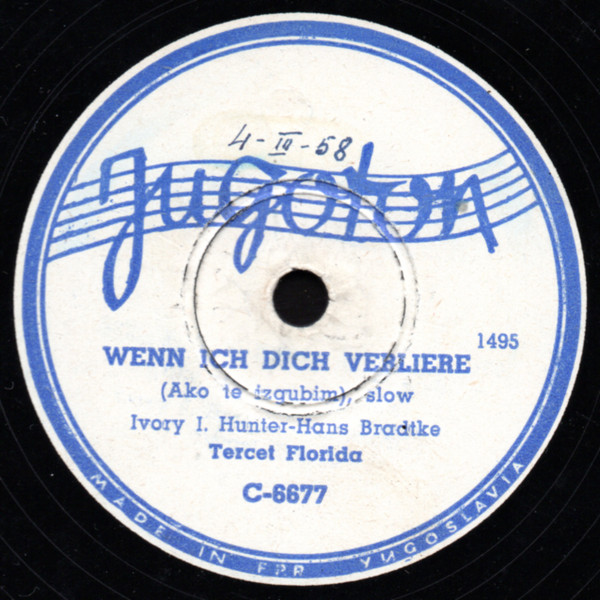 4-III-58
Jugoton
1495
WENN ICH DICH VERLIERE
(Ako te izgubim), slow
Ivory I. Hunter-Hans Bradtke
Tercet Florida
C-6677
MADE IN FPR YUGOSLAVIA